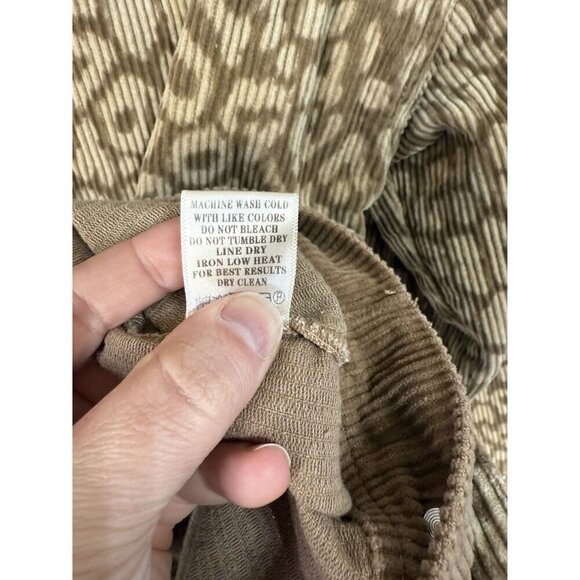 MACHINE WASH COLD
WITH LIKE COLORS
DO NOT BLEACH
DO NOT TUMBLE DRY
LINE DRY
IRON LOW HEAT
FOR BEST RESULTS
DRY CLEAN
P